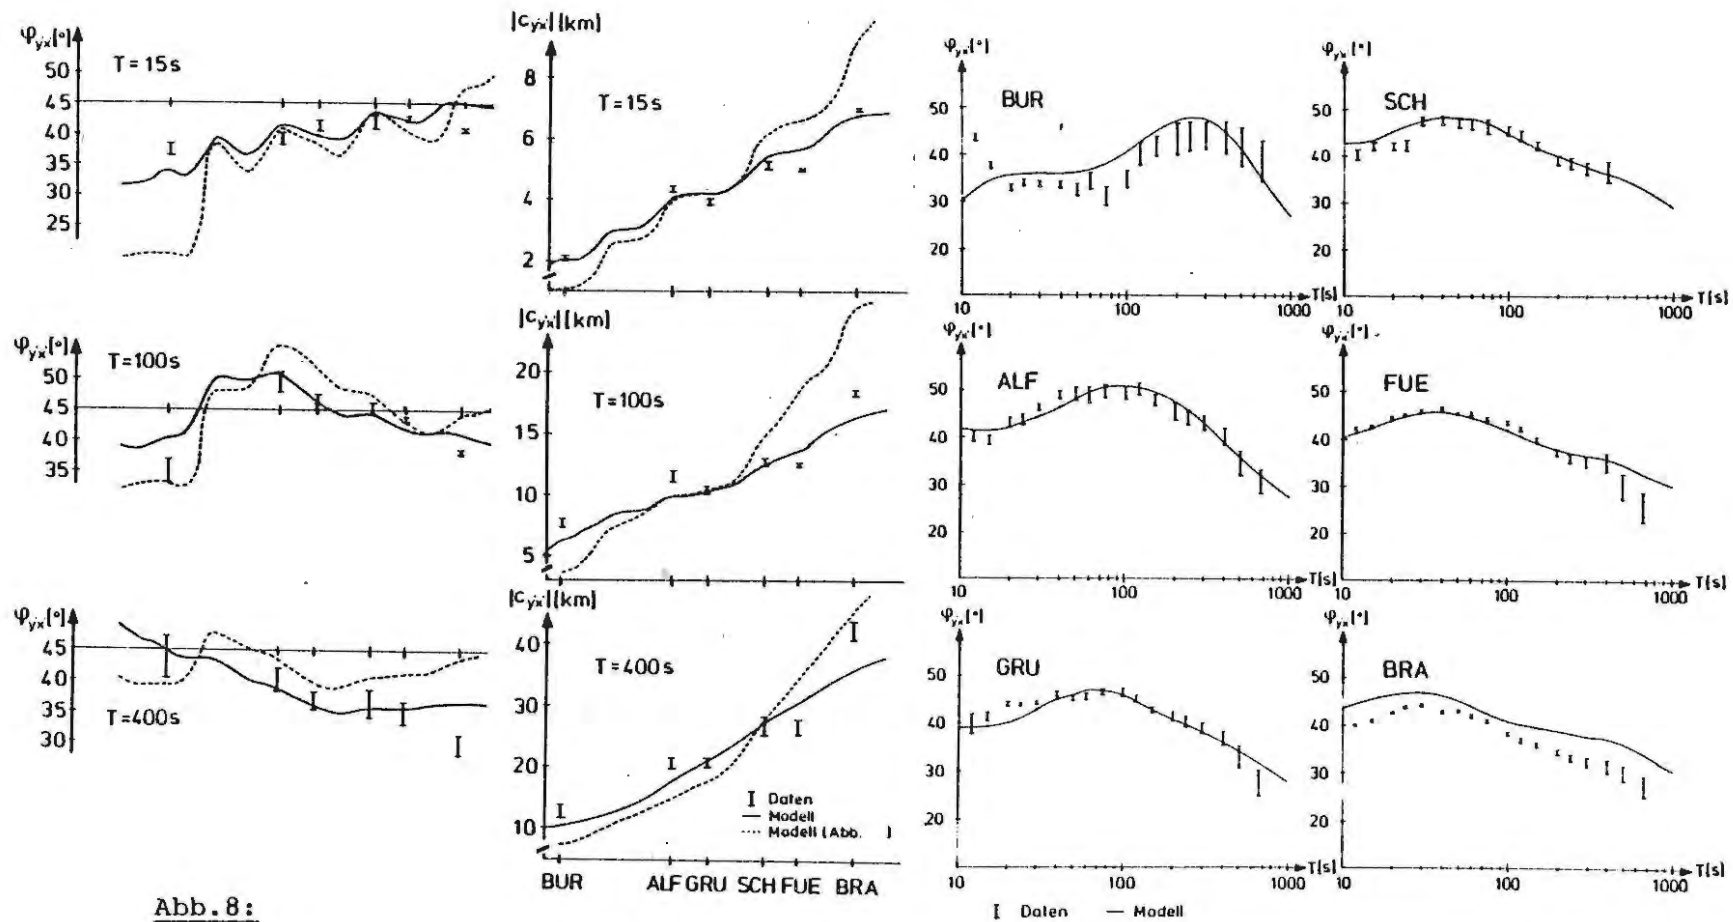 φyx[°]
50
45
40
35
30
25
T=15s
|Cyx|[km]
8
6
4
2
T=15s
φyx[°]
50
40
30
20
10
100
1000
T[s]
BUR
φyx[°]
50
40
30
20
10
100
1000
T[s]
SCH
φyx[°]
50
45
40
35
T=100s
|Cyx|[km]
20
15
10
5
T=100s
φyx[°]
50
40
30
20
10
100
1000
T[s]
ALF
φyx[°]
50
40
30
20
10
100
1000
T[s]
FUE
φyx[°]
45
40
35
30
T=400s
|Cyx|[km]
40
30
20
10
T=400s
I Daten
— Modell
---- Modell (Abb. )
BUR ALF GRU SCH FUE BRA
φyx[°]
50
40
30
20
10
100
1000
T[s]
GRU
φyx[°]
50
40
30
20
10
100
1000
T[s]
BRA
I Daten — Modell
Abb.8: